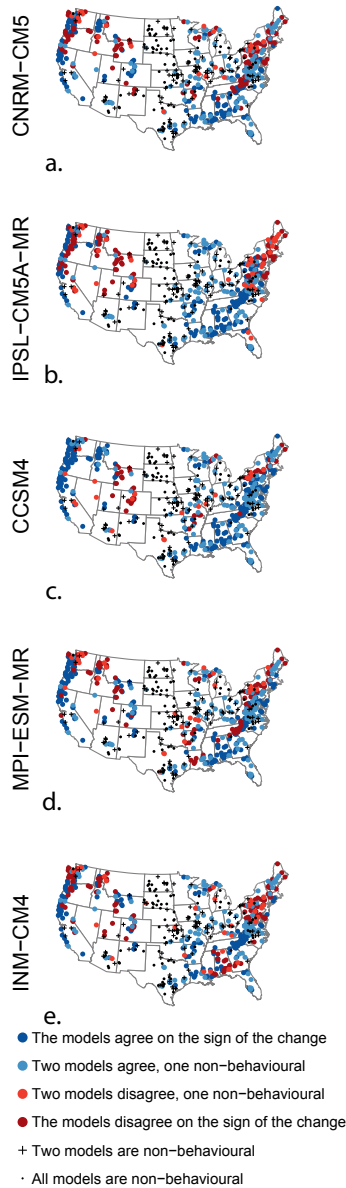 CNRM−CM5
a.
IPSL−CM5A−MR
b.
CCSM4
c.
MPI−ESM−MR
d.
INM−CM4
e.
The models agree on the sign of the change
Two models agree, one non−behavioural
Two models disagree, one non−behavioural
The models disagree on the sign of the change
+ Two models are non−behavioural
· All models are non−behavioural